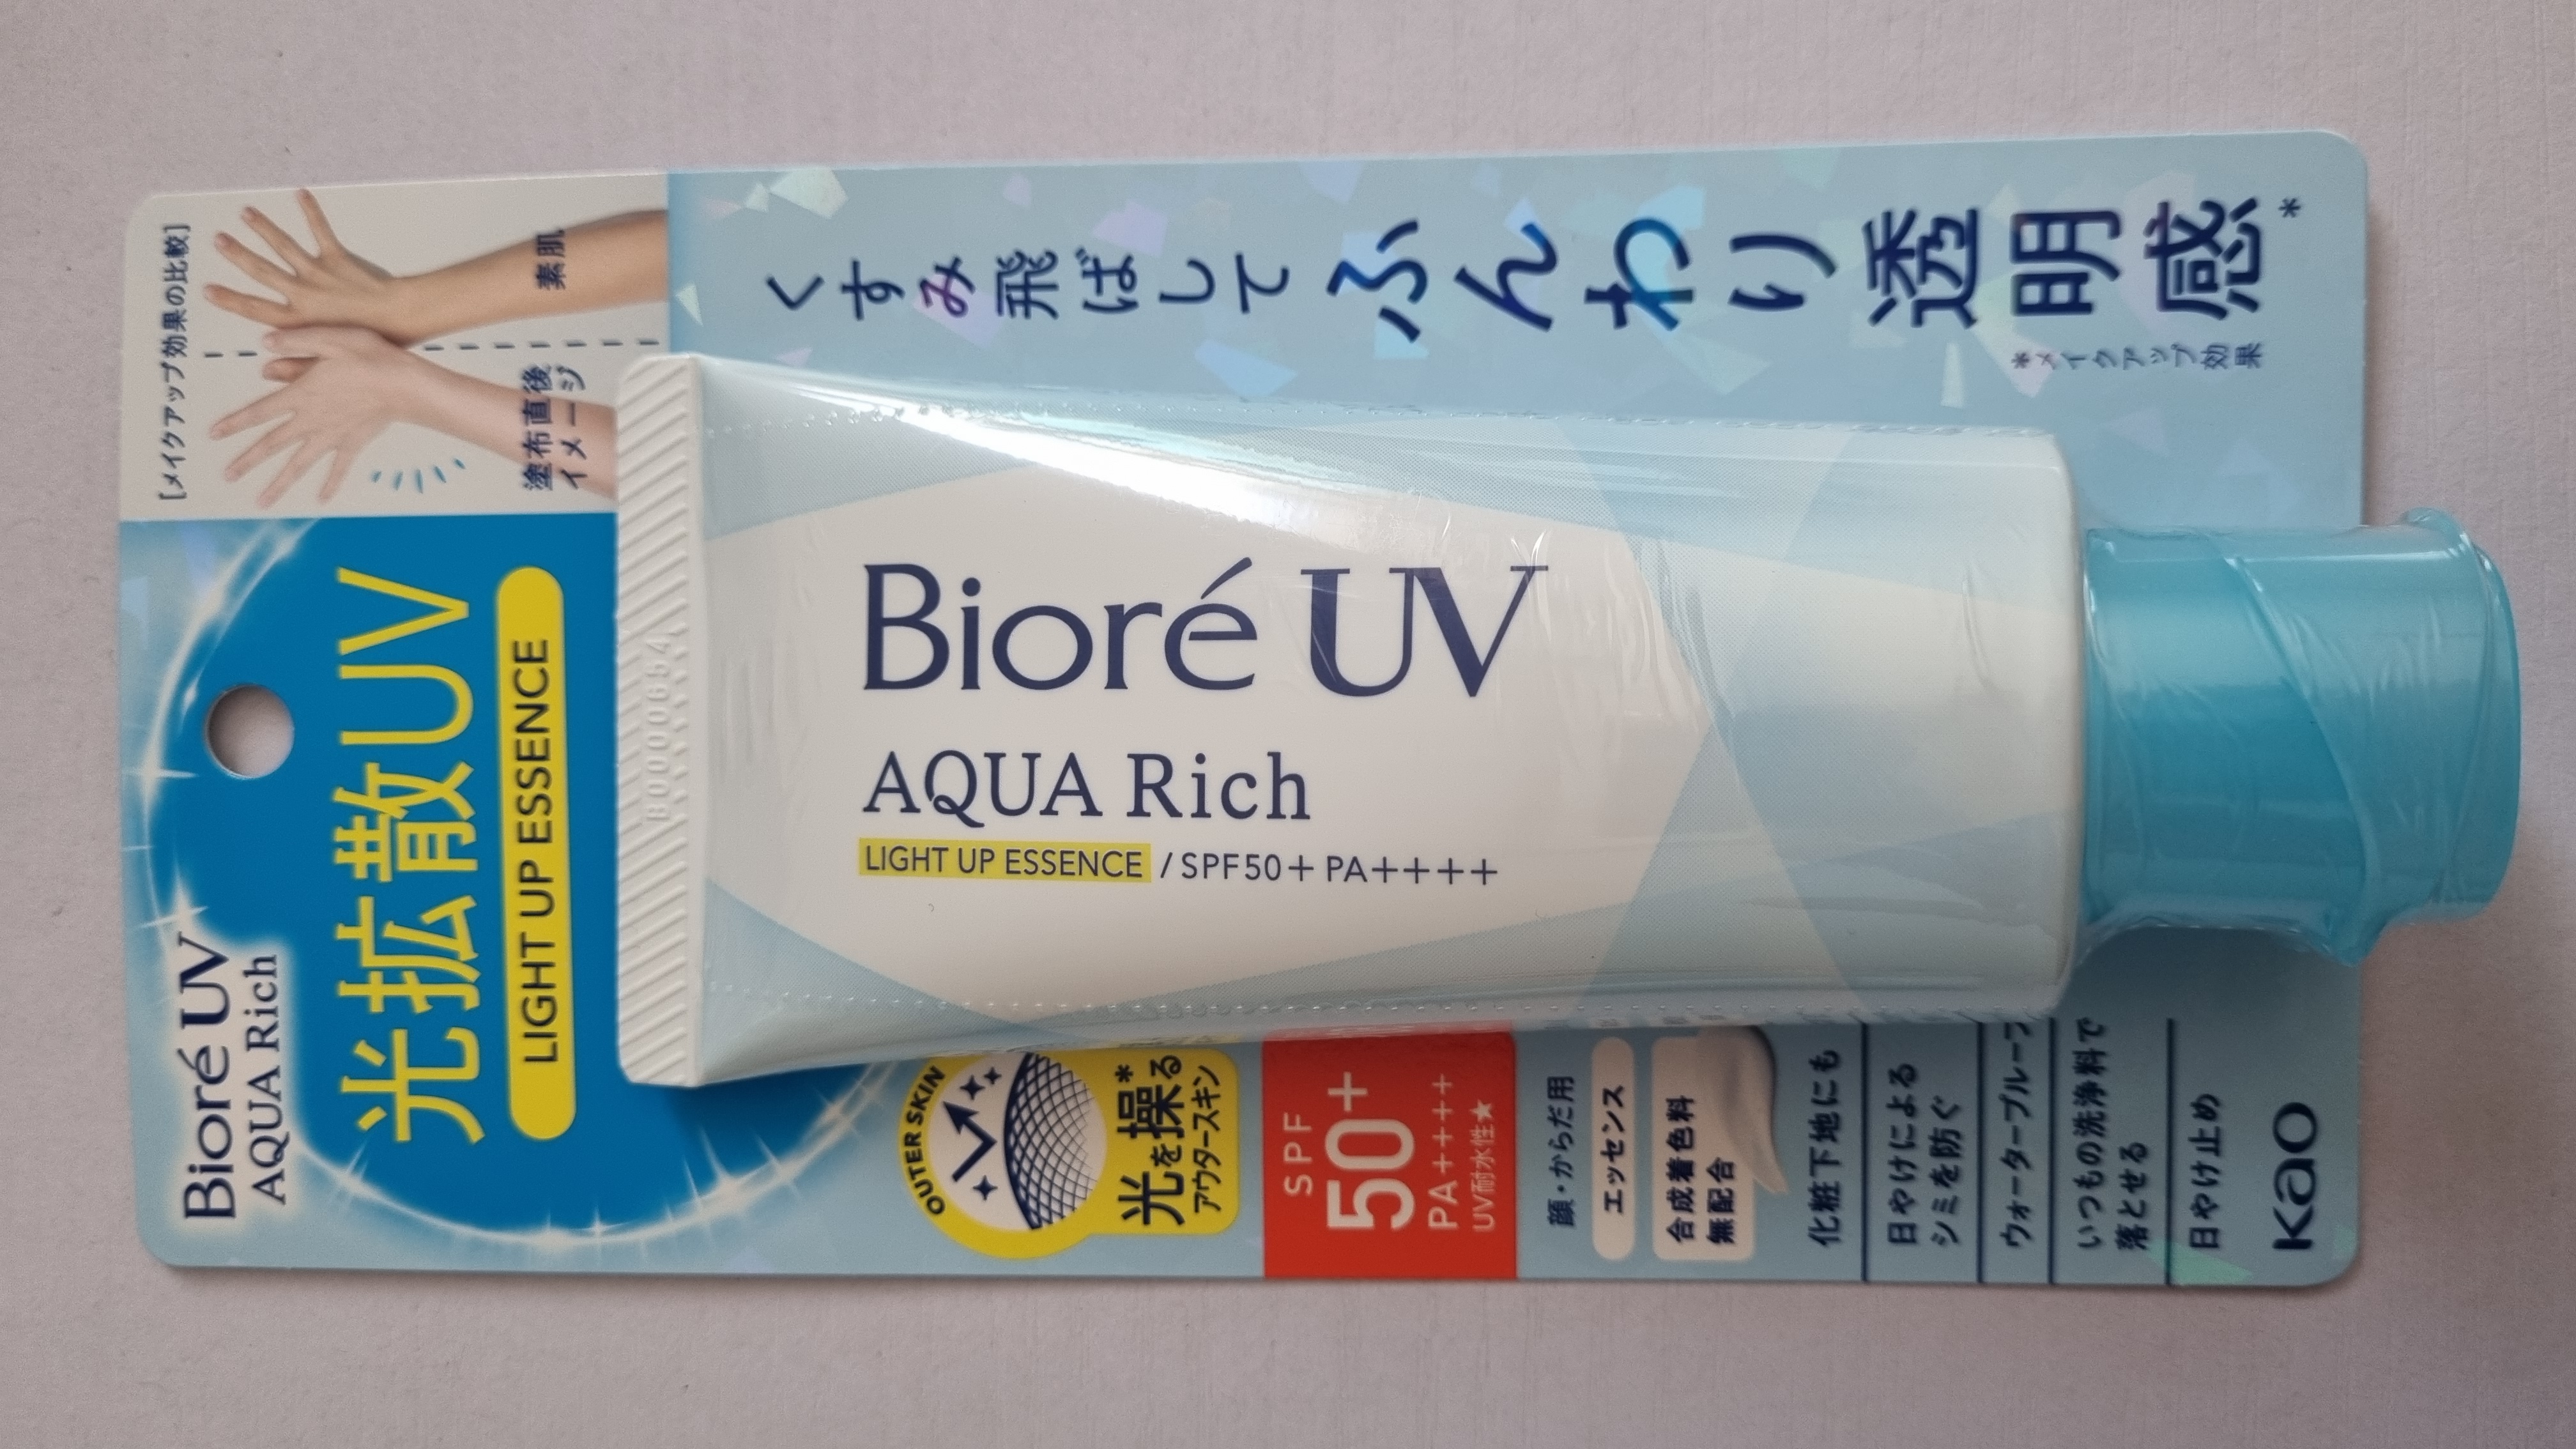 Bioré UV
AQUA Rich
光拡散UV
LIGHT UP ESSENCE
[メイクアップ効果の比較]
塗布直後
イメージ
素肌
くすみ飛ばして
ふんわり透明感*
*メイクアップ効果
B0000654
Bioré UV
AQUA Rich
LIGHT UP ESSENCE / SPF50+ PA++++
OUTER SKIN
光を操る*
アウタースキン
SPF
50+
PA++++
UV耐水性★
顔・からだ用
エッセンス
合成着色料
無配合
化粧下地にも
日やけによる
シミを防ぐ
ウォータープルーフ
いつもの洗浄料で
落とせる
日やけ止め
Kao